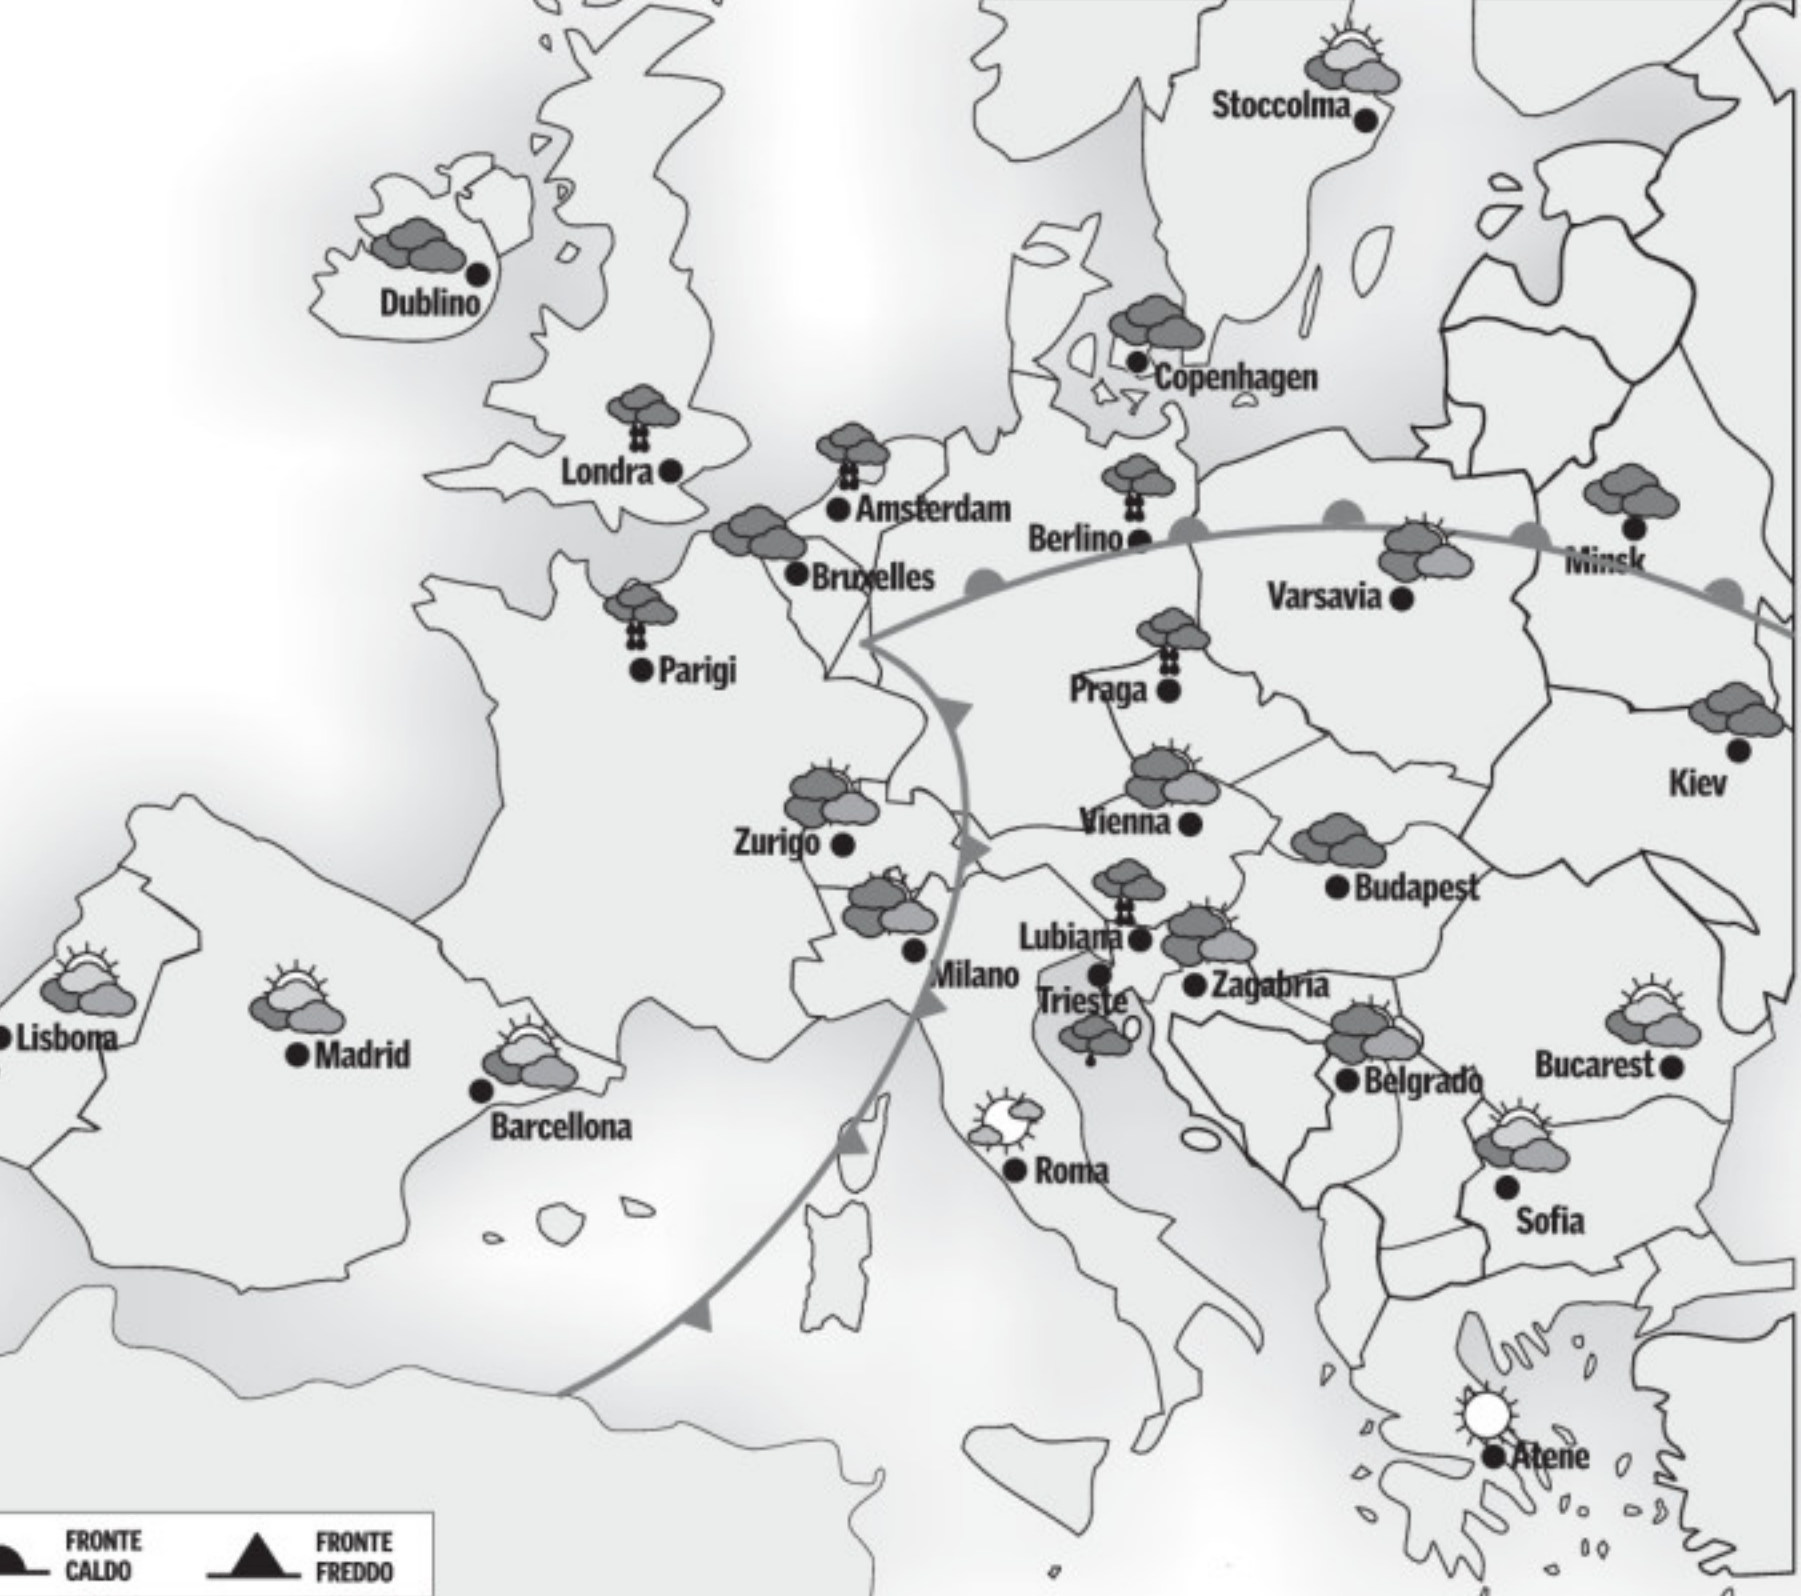 Stoccolma
Dublino
Copenhagen
Londra
Amsterdam
Berlino
Minsk
Bruxelles
Varsavia
Parigi
Praga
Kiev
Vienna
Zurigo
Budapest
Lubiana
Milano
Zagabria
Trieste
Lisbona
Madrid
Bucarest
Belgrado
Barcellona
Roma
Sofia
Atene
FRONTE
CALDO
FRONTE
FREDDO